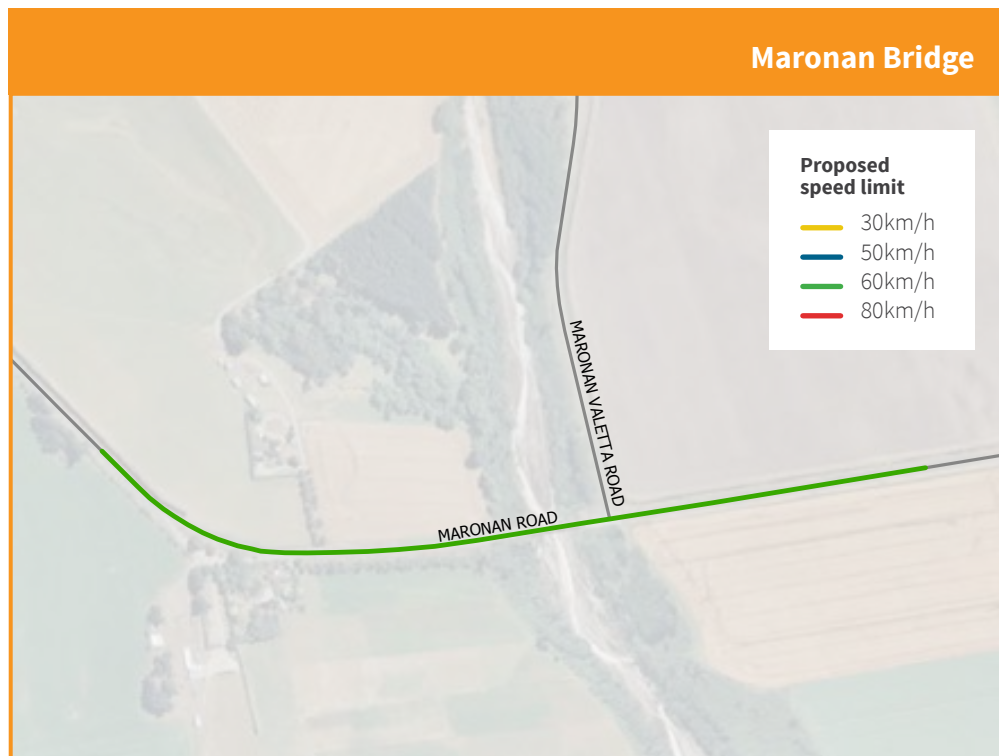 Maronan Bridge
Proposed
speed limit
30km/h
50km/h
60km/h
80km/h
MARONAN VALETTA ROAD
MARONAN ROAD